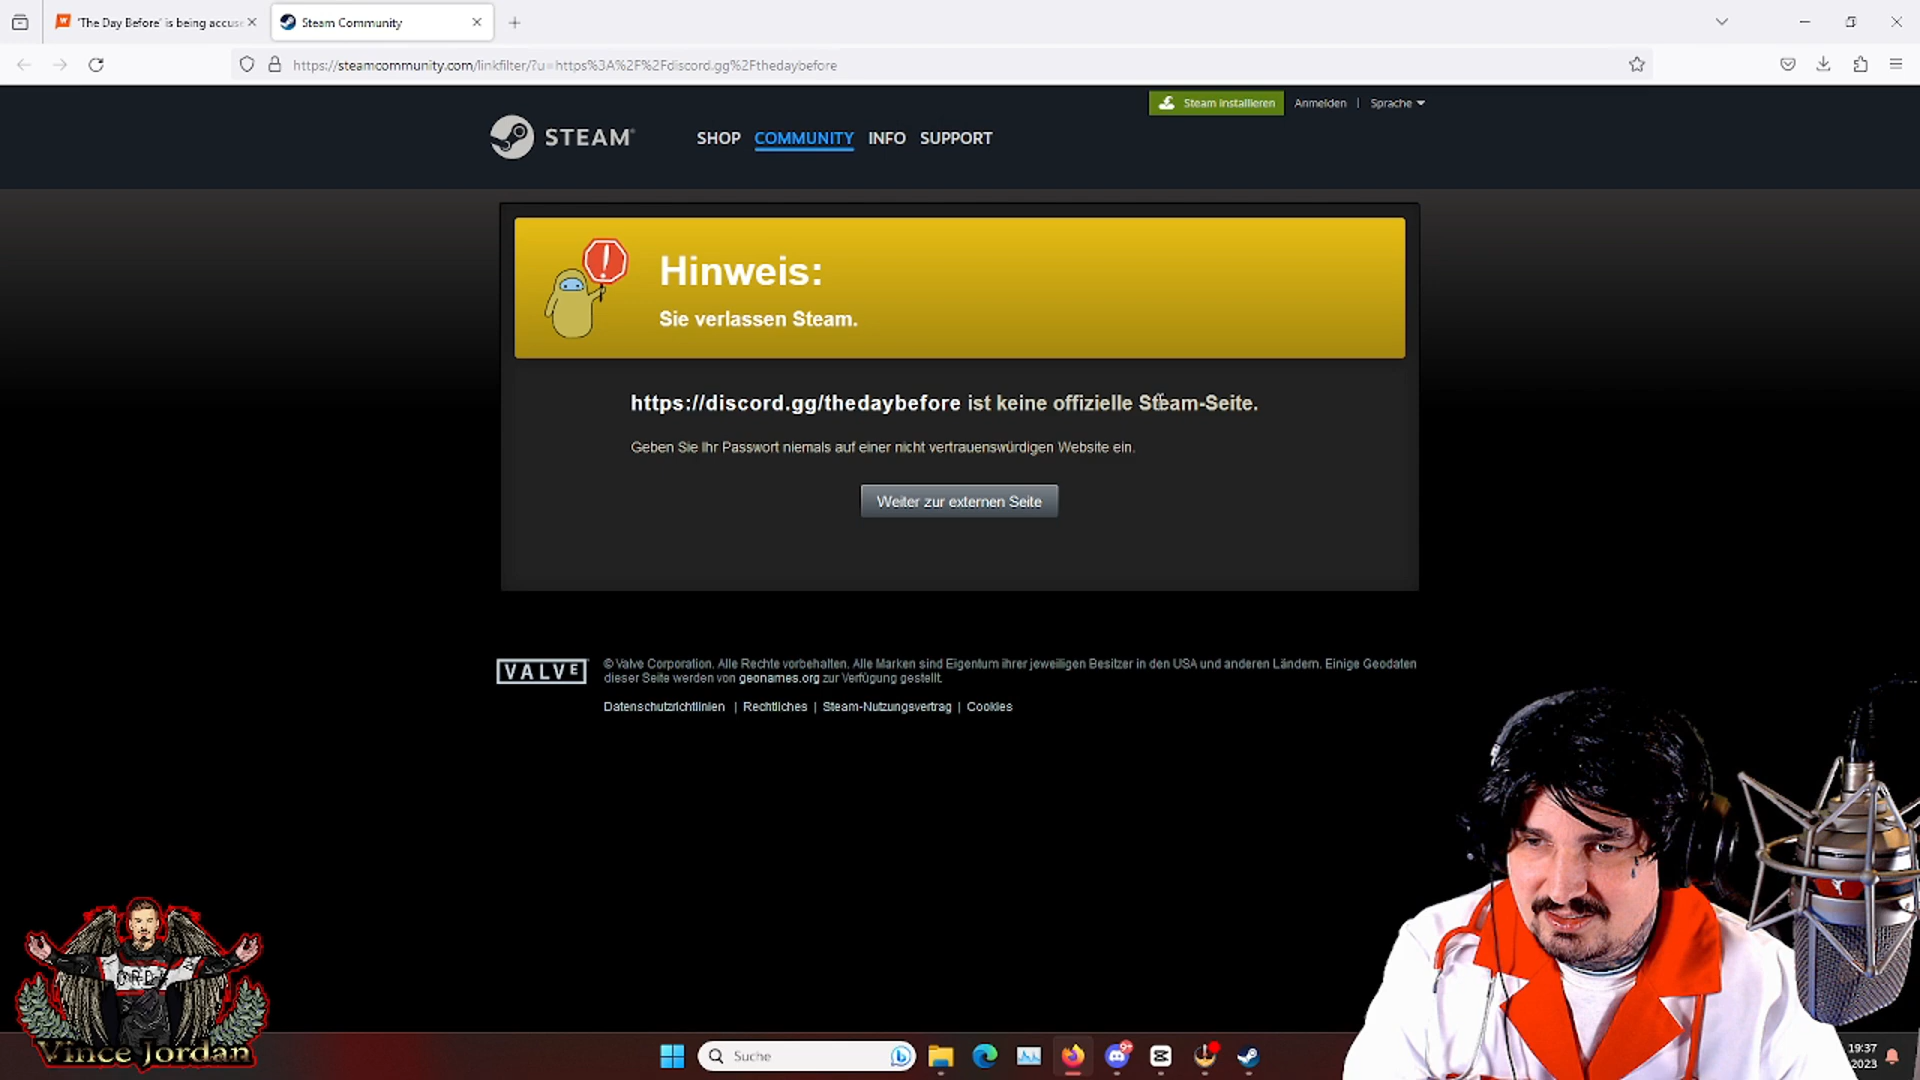 'The Day Before' is being accuse
Steam Community
https://steamcommunity.com/linkfilter/?u=https%3A%2F%2Fdiscord.gg%2Fthedaybefore
Steam installieren
Anmelden | Sprache
STEAM®
SHOP COMMUNITY INFO SUPPORT
Hinweis:
Sie verlassen Steam.
https://discord.gg/thedaybefore ist keine offizielle Steam-Seite.
Geben Sie Ihr Passwort niemals auf einer nicht vertrauenswürdigen Website ein.
Weiter zur externen Seite
VALVE
© Valve Corporation. Alle Rechte vorbehalten. Alle Marken sind Eigentum ihrer jeweiligen Besitzer in den USA und anderen Ländern. Einige Geodaten
dieser Seite werden von geonames.org zur Verfügung gestellt.
Datenschutzrichtlinien | Rechtliches | Steam-Nutzungsvertrag | Cookies
Vince Jordan
Suche
9+
19:37
2023